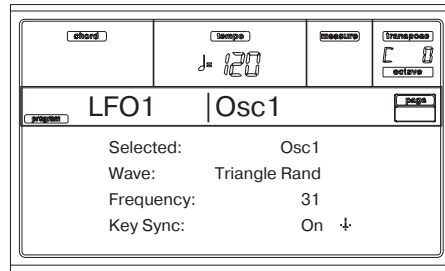 chord tempo measure transpose
♩= 120 C 0
octave
program LFO1 |Osc1 page
Selected: Osc1
Wave: Triangle Rand
Frequency: 31
Key Sync: On